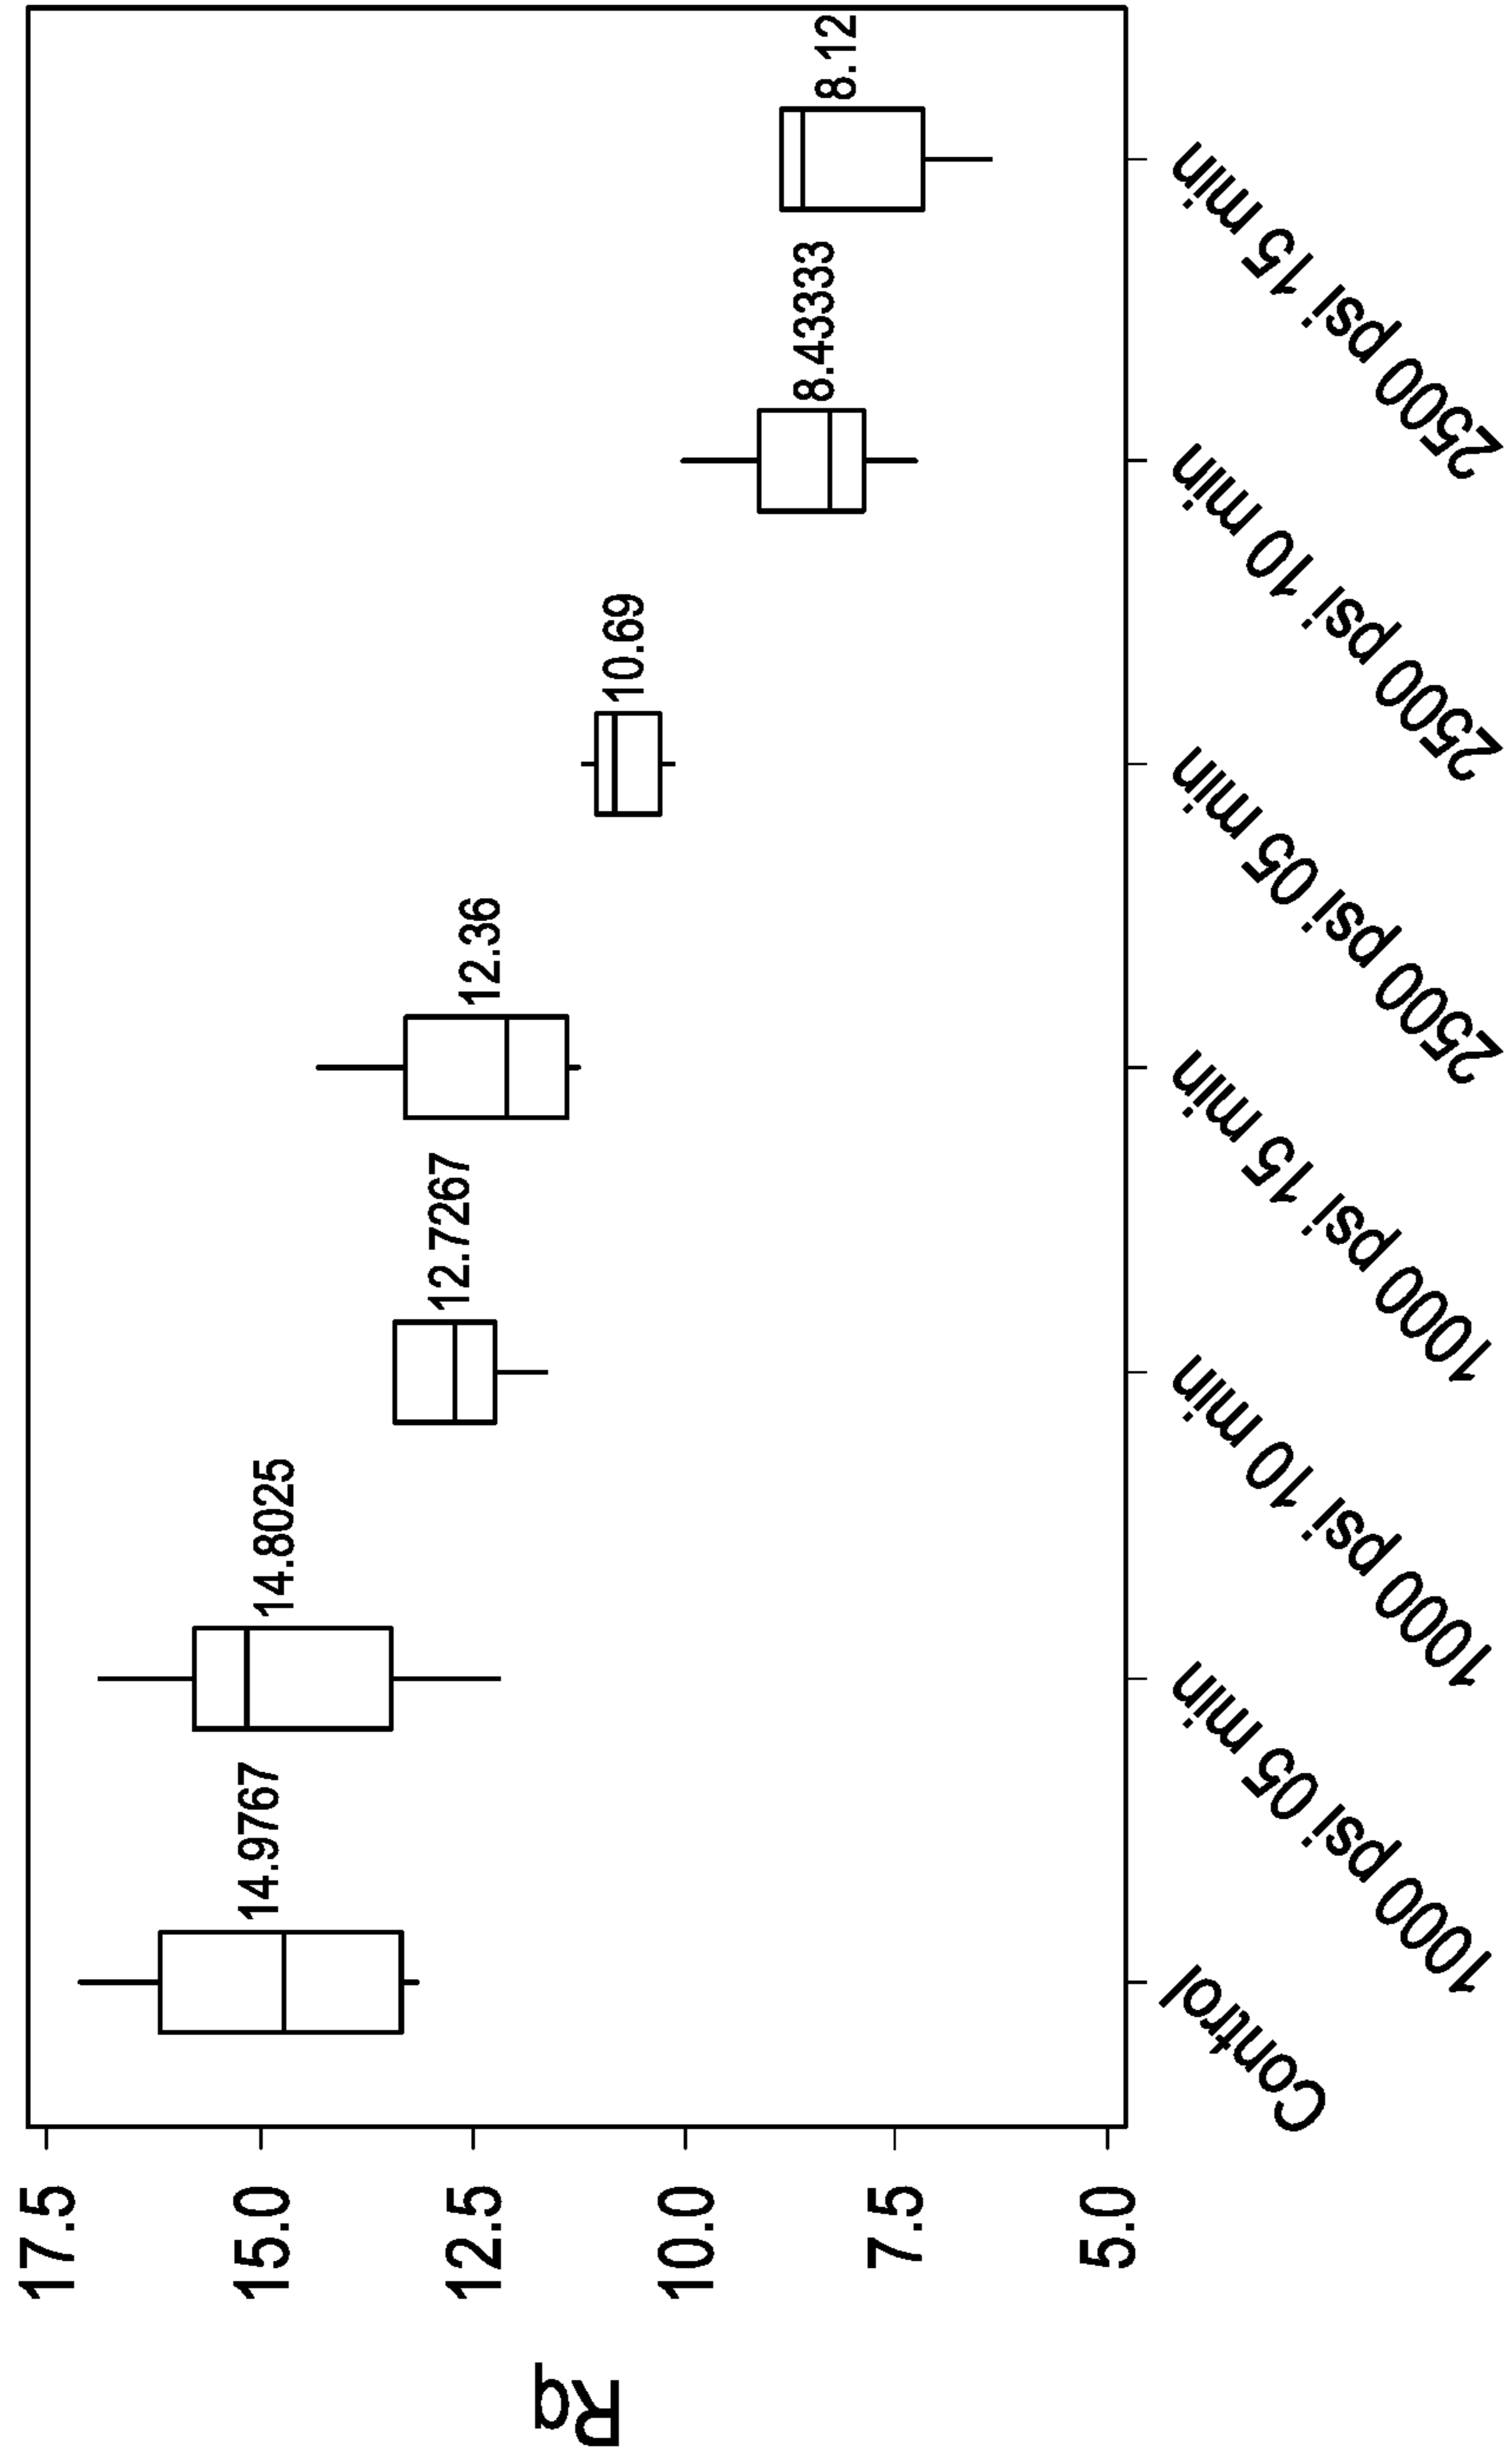 Rq
17.5
15.0
12.5
10.0
7.5
5.0
14.9767
14.8025
12.7267
12.36
10.69
8.43333
8.12
Control
1000 psi 05 min
1000 psi 10 min
1000 psi 15 min
2500 psi 05 min
2500 psi 10 min
2500 psi 15 min